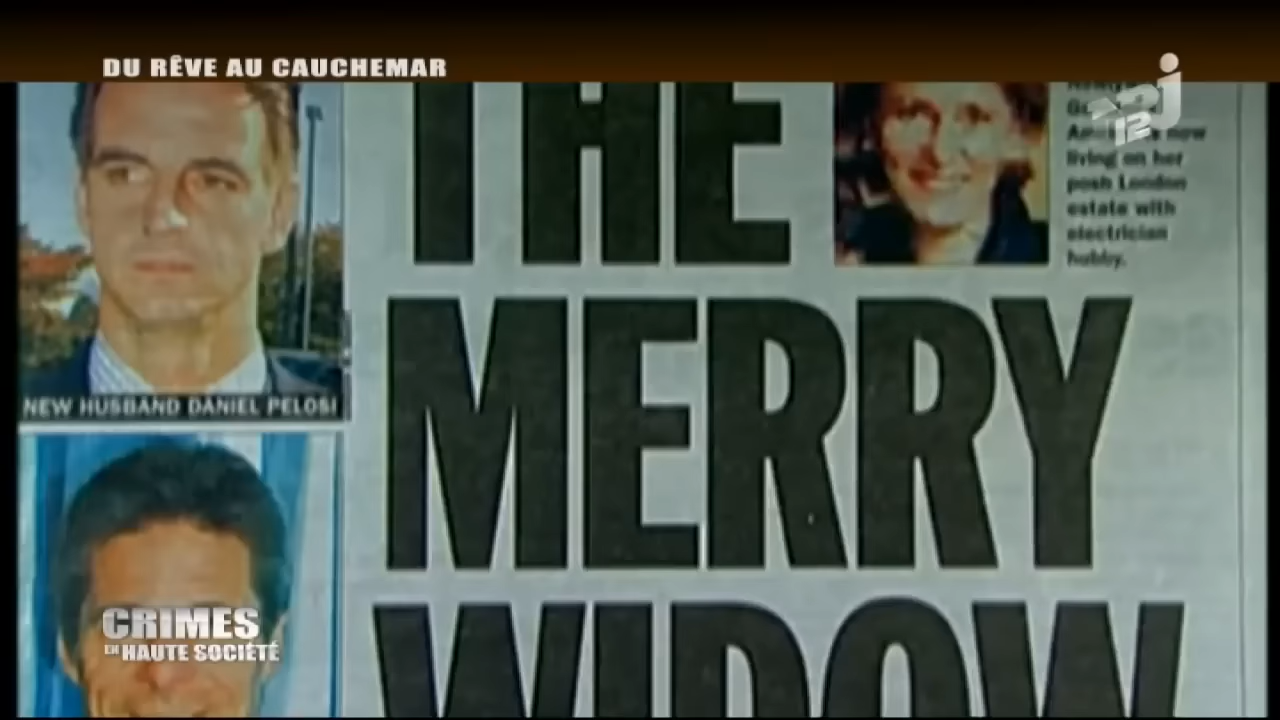 DU RÊVE AU CAUCHEMAR
NRJ
12
THE
MERRY
WIDOW
now
living on her
posh London
estate with
electrician
hubby.
NEW HUSBAND DANIEL PELOSI
CRIMES
EN HAUTE SOCIÉTÉ